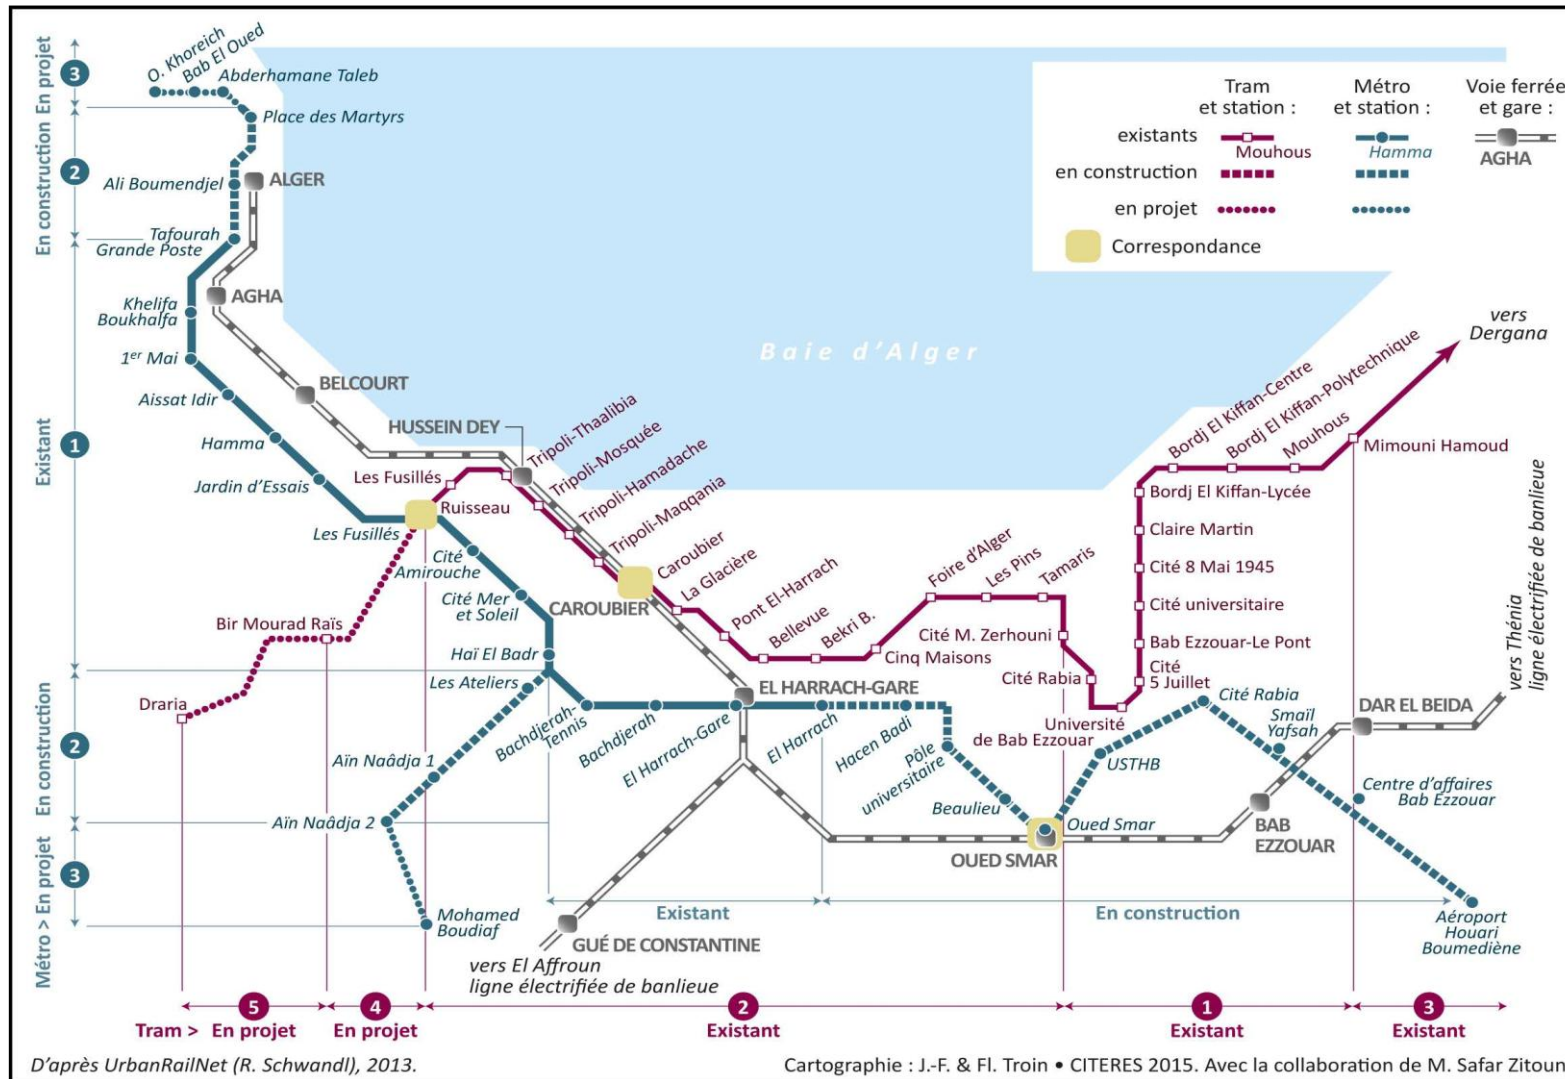 En projet
3
En construction
2
Existant
1
En construction
2
Métro > En projet
3
O. Khoreich
Bab El Oued
Abderhamane Taleb
Place des Martyrs
Ali Boumendjel
ALGER
Tafourah
Grande Poste
AGHA
Khelifa
Boukhalfa
1er Mai
BELCOURT
Aissat Idir
HUSSEIN DEY
Hamma
Jardin d'Essais
Les Fusillés
Les Fusillés
Ruisseau
Tripoli-Thaalibia
Tripoli-Mosquée
Tripoli-Hamadache
Tripoli-Maqqania
Caroubier
CAROUBIER
La Glacière
Pont El-Harrach
Bellevue
Bekri B.
Cinq Maisons
Foire d'Alger
Les Pins
Tamaris
Cité M. Zerhouni
Cité Rabia
Université
de Bab Ezzouar
Cité
5 Juillet
Bab Ezzouar-Le Pont
Cité universitaire
Cité 8 Mai 1945
Claire Martin
Bordj El Kiffan-Lycée
Bordj El Kiffan-Centre
Bordj El Kiffan-Polytechnique
Mouhous
Mimouni Hamoud
vers
Dergana
Baie d'Alger
Tram
et station :
Métro
et station :
Voie ferrée
et gare :
existants
Mouhous
Hamma
AGHA
en construction
en projet
Correspondance
Cité
Amirouche
Cité Mer
et Soleil
Haï El Badr
Les Ateliers
Aïn Naâdja 1
Aïn Naâdja 2
Mohamed
Boudiaf
Bir Mourad Raïs
Draria
Bachdjerah-
Tennis
Bachdjerah
El Harrach-Gare
EL HARRACH-GARE
El Harrach
Hacen Badi
Pôle
universitaire
Beaulieu
Oued Smar
OUED SMAR
USTHB
Cité Rabia
Smaïl
Yafsah
Centre d'affaires
Bab Ezzouar
Aéroport
Houari
Boumediène
BAB
EZZOUAR
DAR EL BEIDA
vers Thénia
ligne électrifiée de banlieue
GUÉ DE CONSTANTINE
vers El Affroun
ligne électrifiée de banlieue
Existant
En construction
5
4
2
1
3
Tram > En projet
En projet
Existant
Existant
Existant
D'après UrbanRailNet (R. Schwandl), 2013.
Cartographie : J.-F. & Fl. Troin • CITERES 2015. Avec la collaboration de M. Safar Zitoun